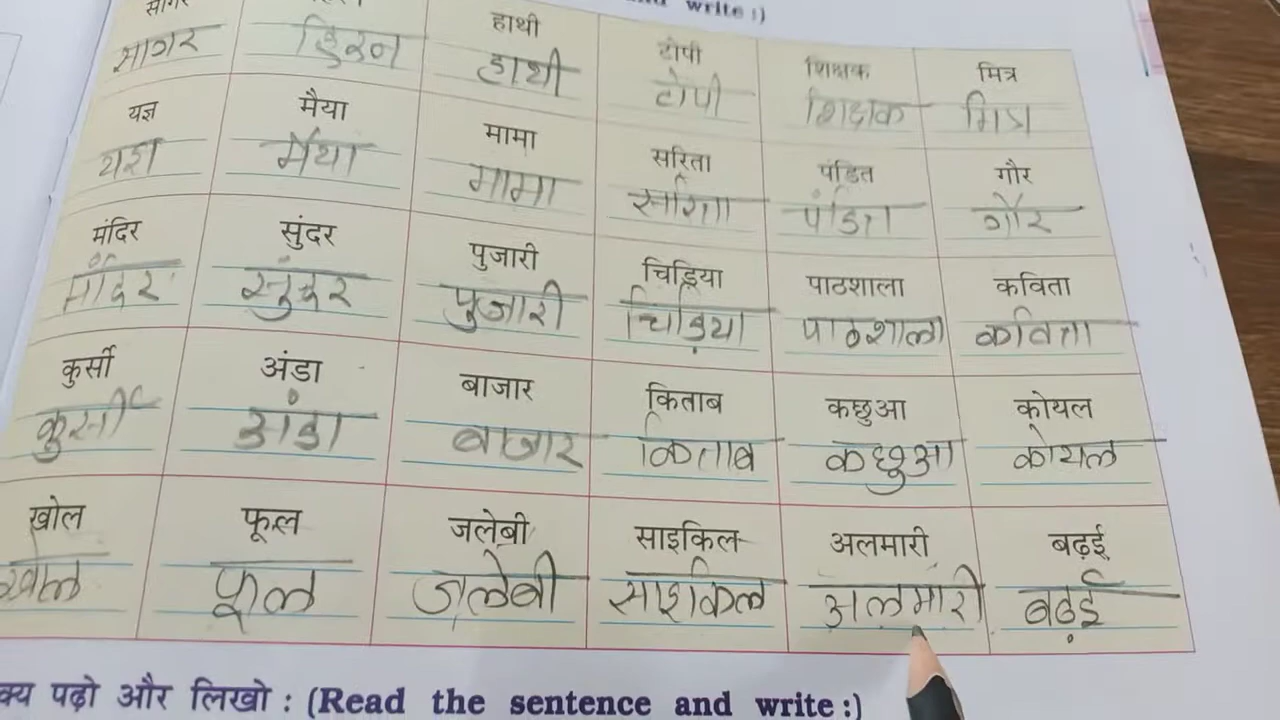 and write :)
सागर हाथी टोपी शिक्षक मित्र
सागर हिरन हाथी टोपी शिक्षक मित्र
यज्ञ मैया मामा सरिता पंडित गौर
यज्ञ मैया मामा सरिता पंडित गौर
मंदिर सुंदर पुजारी चिड़िया पाठशाला कविता
मंदिर सुंदर पुजारी चिड़िया पाठशाला कविता
कुर्सी अंडा बाजार किताब कछुआ कोयल
कुर्सी अंडा बाजार किताब कछुआ कोयल
खोल फूल जलेबी साइकिल अलमारी बढ़ई
खोल फूल जलेबी साइकिल अलमारी बढ़ई
क्य पढ़ो और लिखो : (Read the sentence and write :)